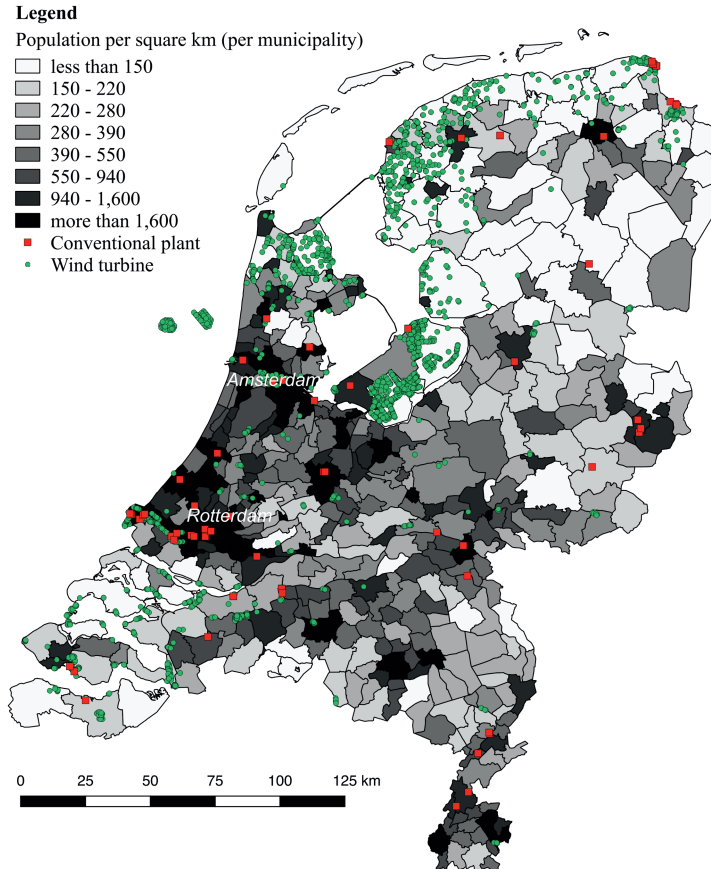 Legend
Population per square km (per municipality)
less than 150
150 - 220
220 - 280
280 - 390
390 - 550
550 - 940
940 - 1,600
more than 1,600
Conventional plant
Wind turbine
Amsterdam
Rotterdam
0 25 50 75 100 125 km